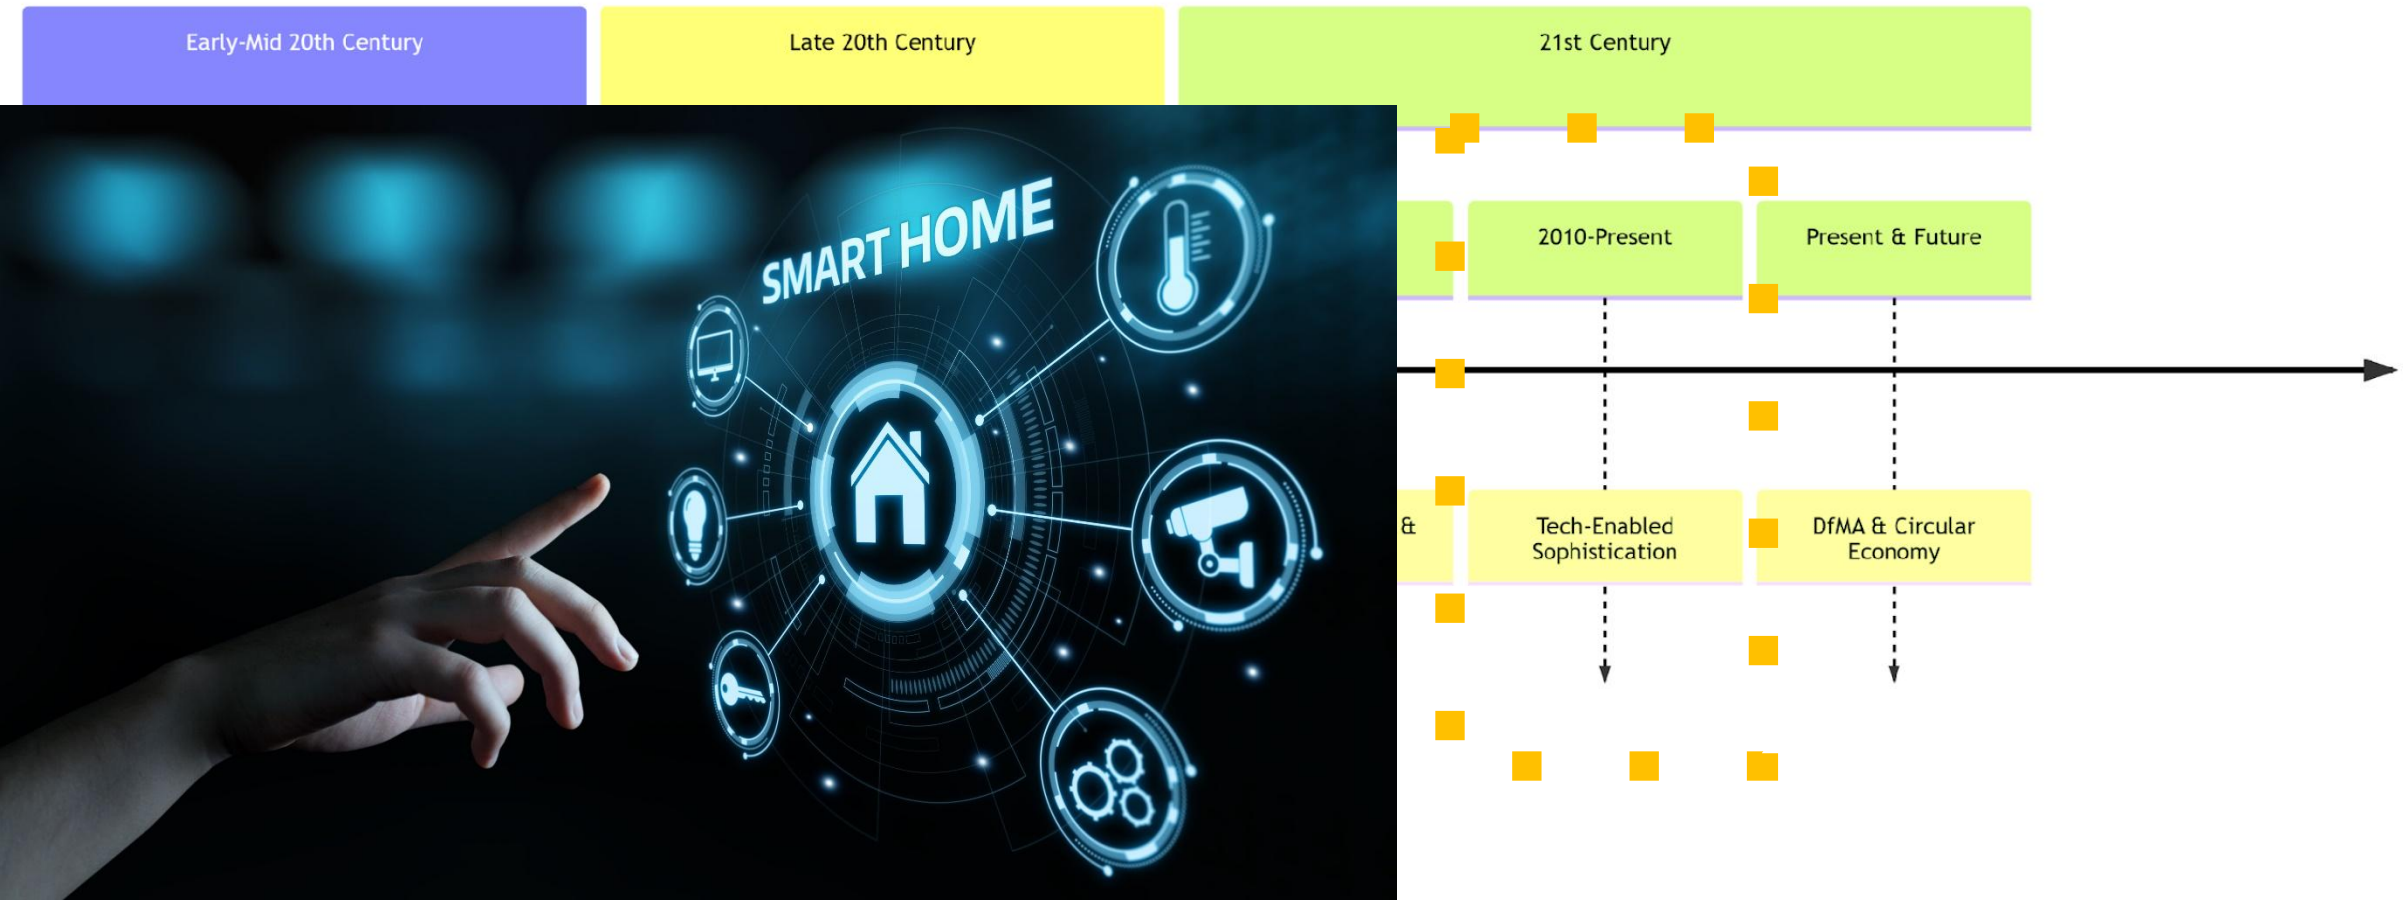 Early-Mid 20th Century
Late 20th Century
21st Century
SMART HOME
2010-Present
Present & Future
&
Tech-Enabled
Sophistication
DfMA & Circular
Economy